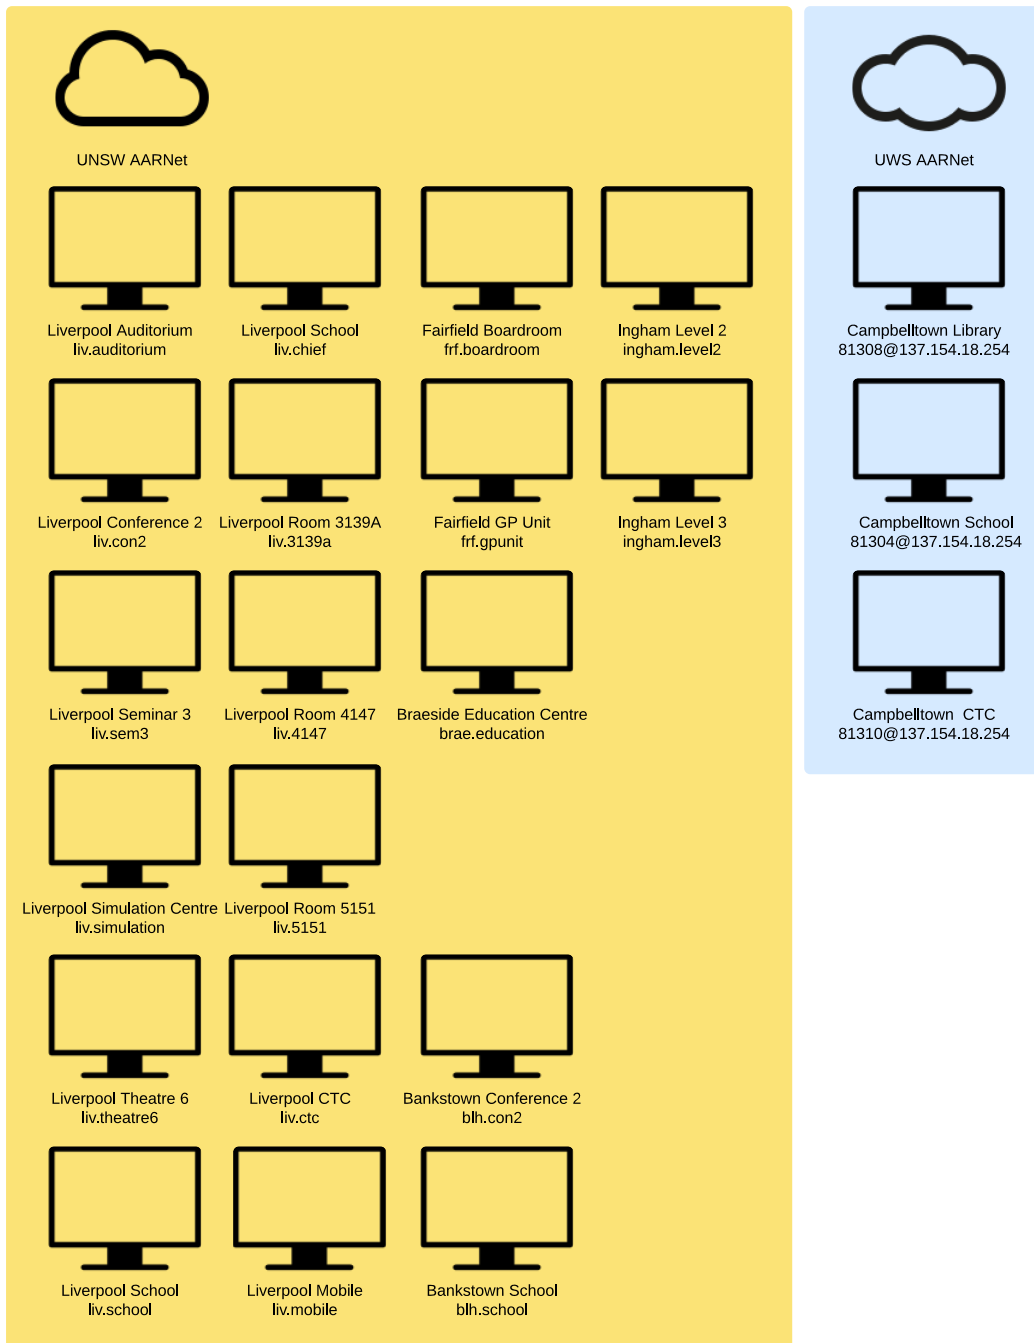 UNSW AARNet
UWS AARNet
Liverpool Auditorium
liv.auditorium
Liverpool School
liv.chief
Fairfield Boardroom
frf.boardroom
Ingham Level 2
ingham.level2
Campbelltown Library
81308@137.154.18.254
Liverpool Conference 2
liv.con2
Liverpool Room 3139A
liv.3139a
Fairfield GP Unit
frf.gpunit
Ingham Level 3
ingham.level3
Campbelltown School
81304@137.154.18.254
Liverpool Seminar 3
liv.sem3
Liverpool Room 4147
liv.4147
Braeside Education Centre
brae.education
Campbelltown  CTC
81310@137.154.18.254
Liverpool Simulation Centre
liv.simulation
Liverpool Room 5151
liv.5151
Liverpool Theatre 6
liv.theatre6
Liverpool CTC
liv.ctc
Bankstown Conference 2
blh.con2
Liverpool School
liv.school
Liverpool Mobile
liv.mobile
Bankstown School
blh.school